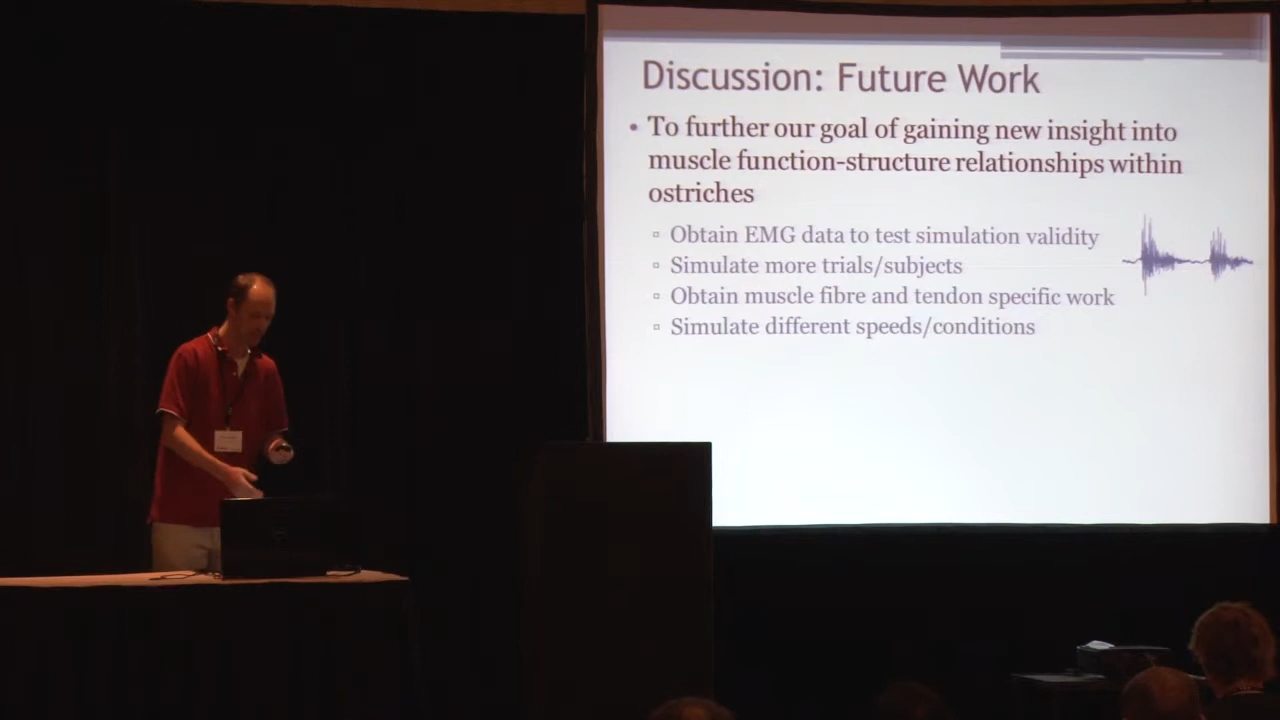 Discussion: Future Work
• To further our goal of gaining new insight into
muscle function-structure relationships within
ostriches
▫ Obtain EMG data to test simulation validity
▫ Simulate more trials/subjects
▫ Obtain muscle fibre and tendon specific work
▫ Simulate different speeds/conditions